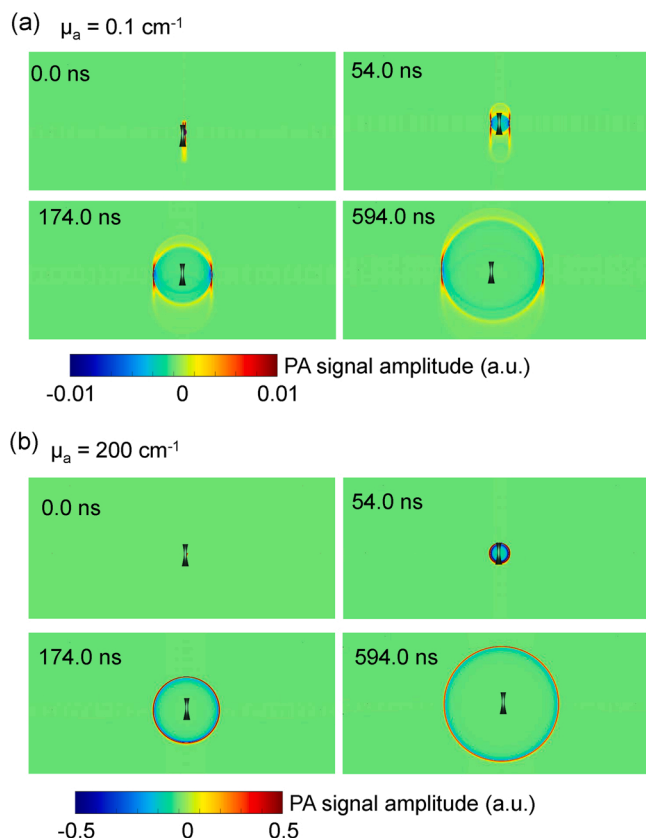 (a) μa = 0.1 cm⁻¹
0.0 ns
54.0 ns
174.0 ns
594.0 ns
PA signal amplitude (a.u.)
-0.01 0 0.01
(b) μa = 200 cm⁻¹
0.0 ns
54.0 ns
174.0 ns
594.0 ns
PA signal amplitude (a.u.)
-0.5 0 0.5